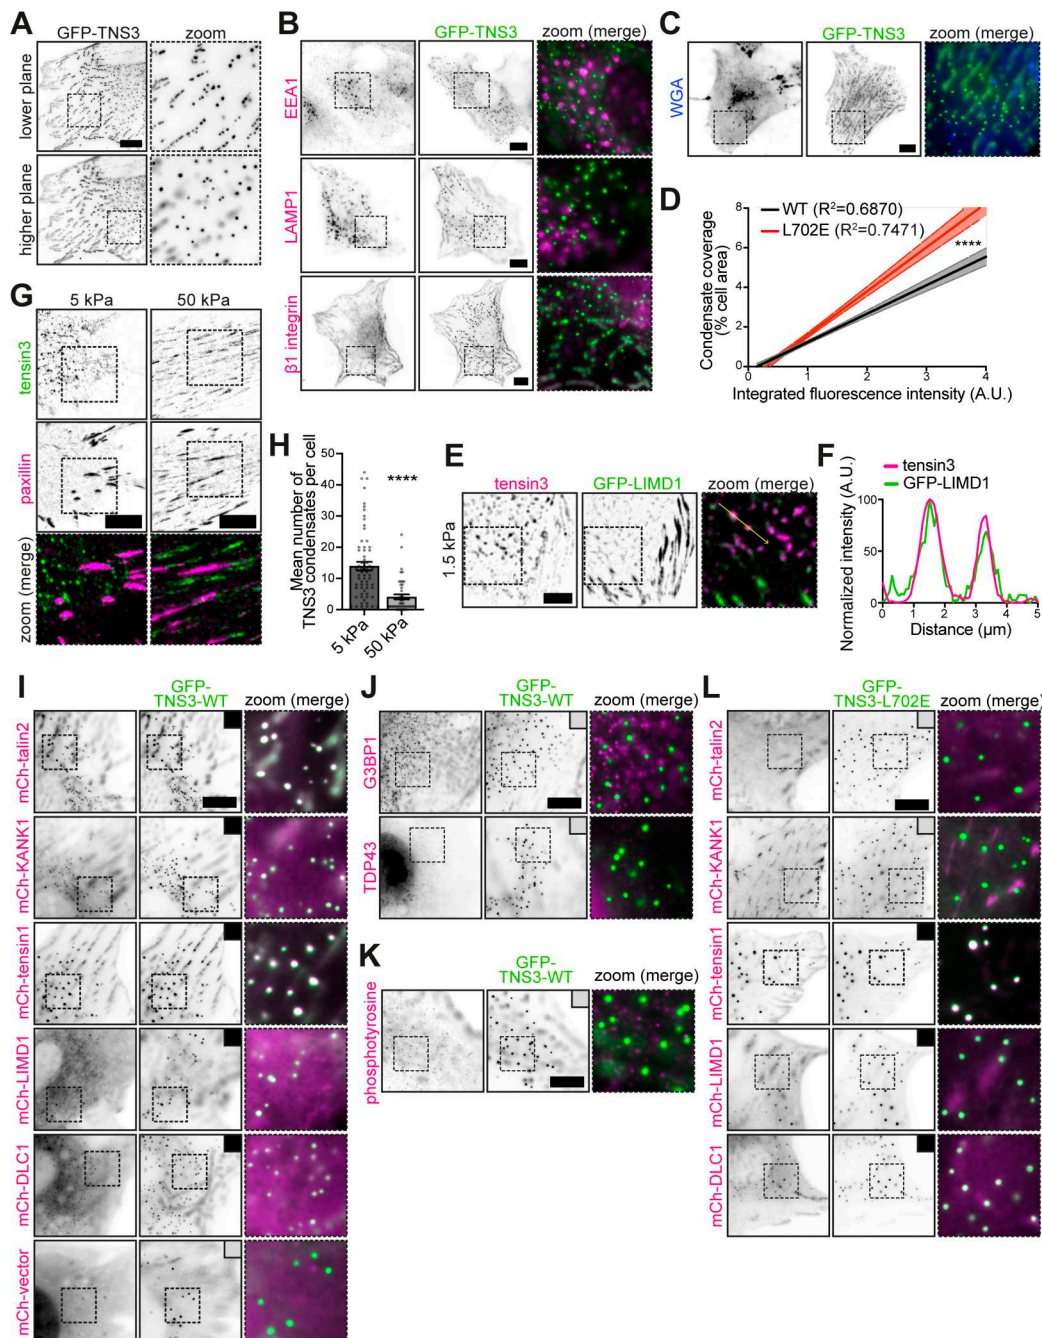 A
GFP-TNS3
zoom
lower plane
higher plane
B
GFP-TNS3
zoom (merge)
EEA1
LAMP1
β1 integrin
C
GFP-TNS3
zoom (merge)
WGA
D
WT (R²=0.6870)
L702E (R²=0.7471)
****
Condensate coverage
(% cell area)
8
6
4
2
0
0
1
2
3
4
Integrated fluorescence intensity (A.U.)
G
5 kPa
50 kPa
tensin3
paxillin
zoom (merge)
H
Mean number of
TNS3 condensates per cell
50
40
30
20
10
0
****
5 kPa
50 kPa
E
tensin3
GFP-LIMD1
zoom (merge)
1.5 kPa
F
tensin3
GFP-LIMD1
Normalized intensity (A.U.)
100
50
0
0
1
2
3
4
5
Distance (µm)
I
GFP-
TNS3-WT
zoom (merge)
mCh-talin2
mCh-KANK1
mCh-tensin1
mCh-LIMD1
mCh-DLC1
mCh-vector
J
GFP-TNS3-WT
zoom (merge)
G3BP1
TDP43
K
GFP-
TNS3-WT
zoom (merge)
phosphotyrosine
L
GFP-
TNS3-L702E
zoom (merge)
mCh-talin2
mCh-KANK1
mCh-tensin1
mCh-LIMD1
mCh-DLC1